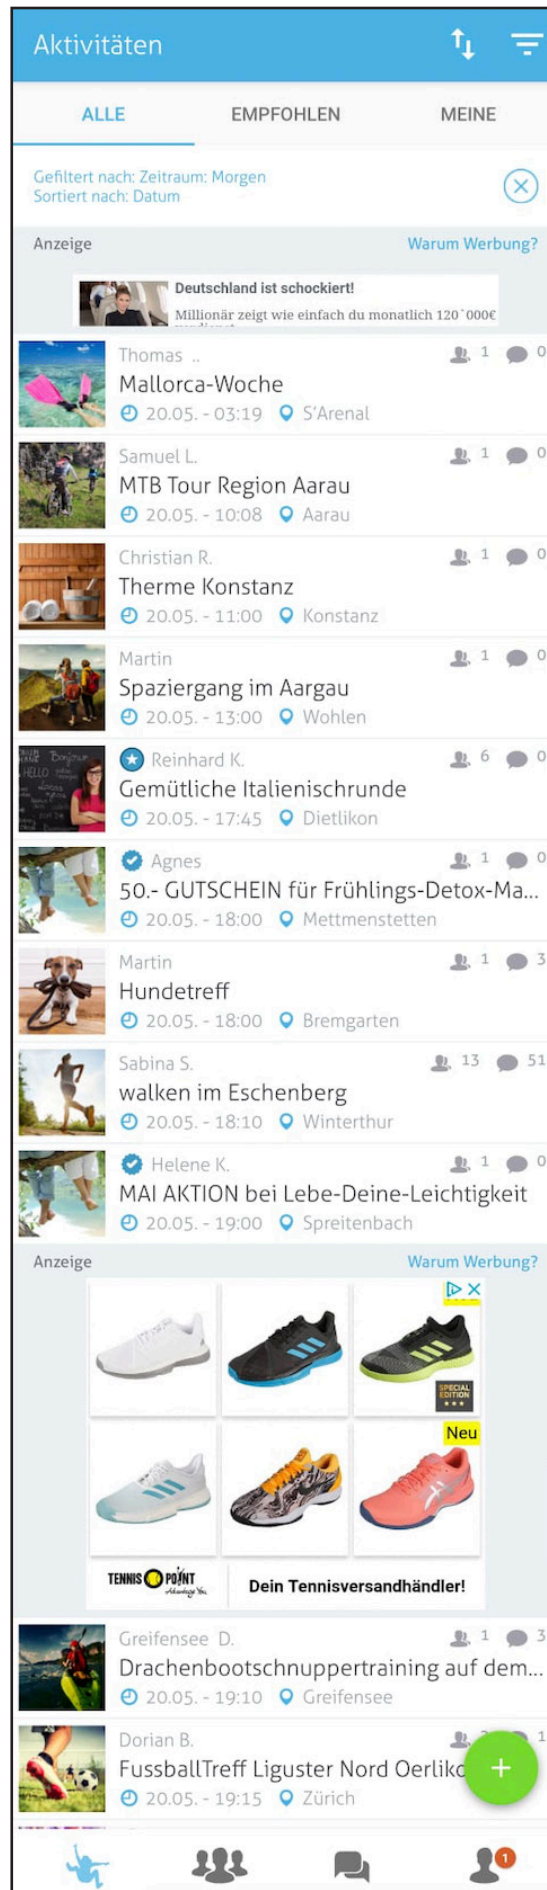 Aktivitäten
ALLE EMPFOHLEN MEINE
Gefiltert nach: Zeitraum: Morgen
Sortiert nach: Datum
Anzeige Warum Werbung?
Deutschland ist schockiert!
Millionär zeigt wie einfach du monatlich 120`000€
Thomas .. 1 0
Mallorca-Woche
20.05. - 03:19 S'Arenal
Samuel L. 1 0
MTB Tour Region Aarau
20.05. - 10:08 Aarau
Christian R. 1 0
Therme Konstanz
20.05. - 11:00 Konstanz
Martin 1 0
Spaziergang im Aargau
20.05. - 13:00 Wohlen
Reinhard K. 6 0
Gemütliche Italienischrunde
20.05. - 17:45 Dietlikon
Agnes 1 0
50.- GUTSCHEIN für Frühlings-Detox-Ma...
20.05. - 18:00 Mettmenstetten
Martin 1 3
Hundetreff
20.05. - 18:00 Bremgarten
Sabina S. 13 51
walken im Eschenberg
20.05. - 18:10 Winterthur
Helene K. 1 0
MAI AKTION bei Lebe-Deine-Leichtigkeit
20.05. - 19:00 Spreitenbach
Anzeige Warum Werbung?
SPECIAL
EDITION
Neu
TENNIS POINT
Advantage You.
Dein Tennisversandhändler!
Greifensee D. 1 3
Drachenbootschnuppertraining auf dem...
20.05. - 19:10 Greifensee
Dorian B. 1
FussballTreff Liguster Nord Oerliko
20.05. - 19:15 Zürich
1